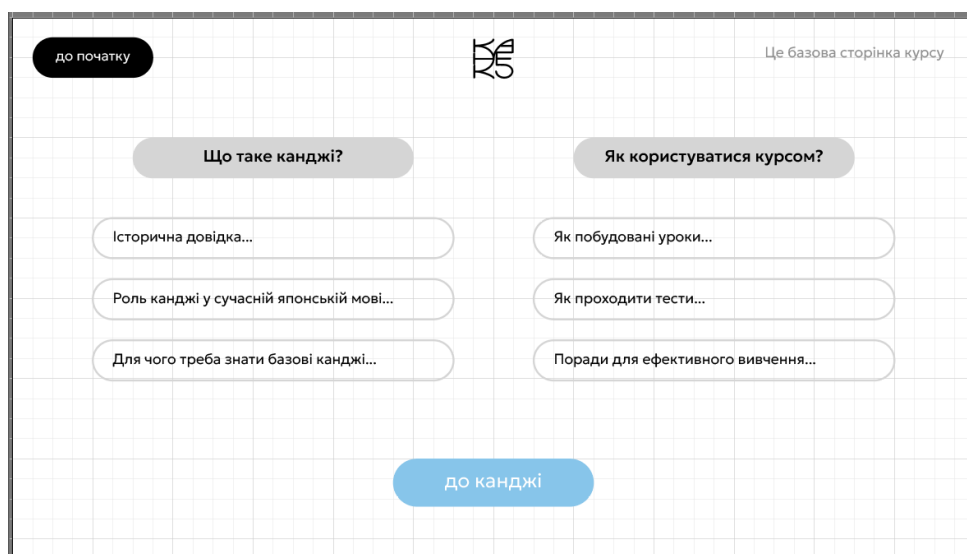 до початку
Це базова сторінка курсу
Що таке канджі?
Як користуватися курсом?
Історична довідка...
Як побудовані уроки...
Роль канджі у сучасній японській мові...
Як проходити тести...
Для чого треба знати базові канджі...
Поради для ефективного вивчення...
до канджі